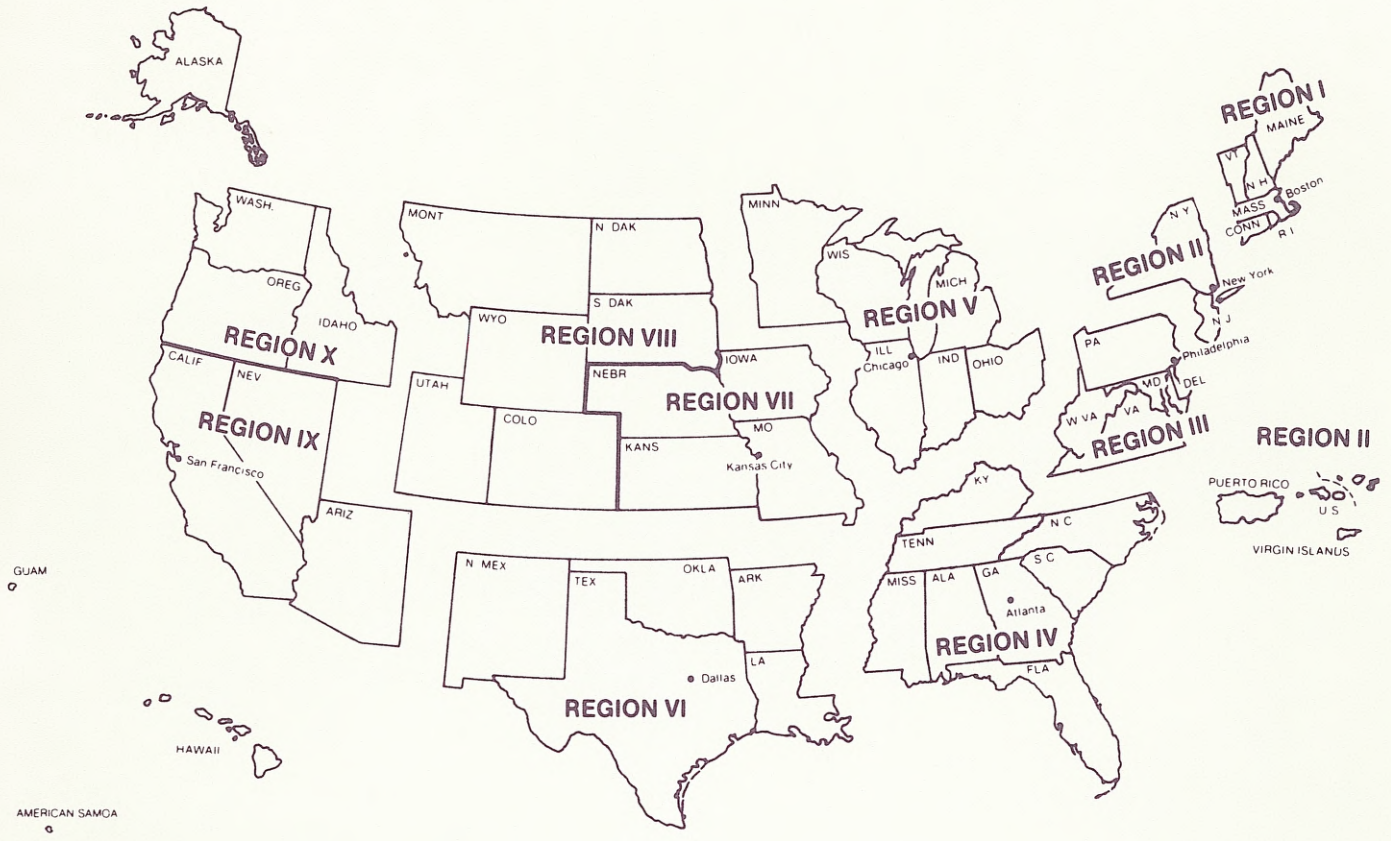 ALASKA
REGION I
MAINE
VT
N H
Boston
MASS
CONN
R I
WASH.
MONT
N DAK
MINN
N Y
REGION II
New York
N J
OREG
IDAHO
REGION X
WYO
S DAK
REGION VIII
WIS
MICH
REGION V
PA
Philadelphia
MD
DEL
W VA
VA
REGION III
CALIF
NEV
REGION IX
San Francisco
UTAH
COLO
NEBR
IOWA
REGION VII
ILL
Chicago
IND
OHIO
KANS
MO
Kansas City
KY
REGION II
PUERTO RICO
U S
VIRGIN ISLANDS
ARIZ
N MEX
TEX
OKLA
ARK
TENN
N C
S C
MISS
ALA
GA
Atlanta
REGION IV
FLA
LA
Dallas
REGION VI
GUAM
HAWAII
AMERICAN SAMOA